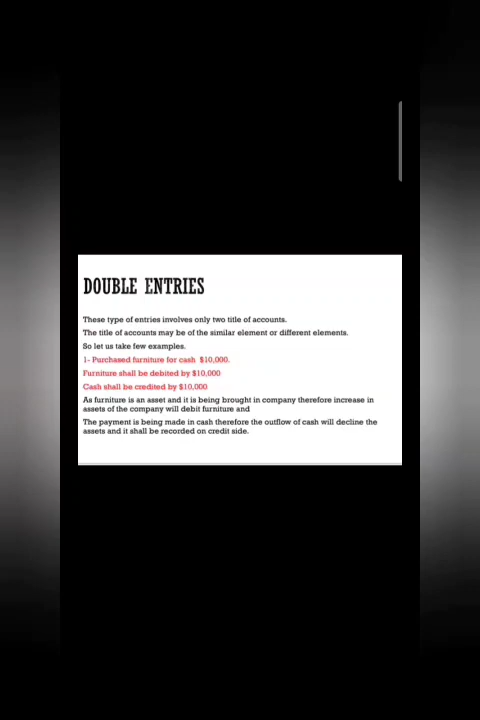 DOUBLE ENTRIES
These type of entries involves only two title of accounts.
The title of accounts may be of the similar element or different elements.
So let us take few examples.
1- Purchased furniture for cash $10,000.
Furniture shall be debited by $10,000
Cash shall be credited by $10,000
As furniture is an asset and it is being brought in company therefore increase in
assets of the company will debit furniture and
The payment is being made in cash therefore the outflow of cash will decline the
assets and it shall be recorded on credit side.